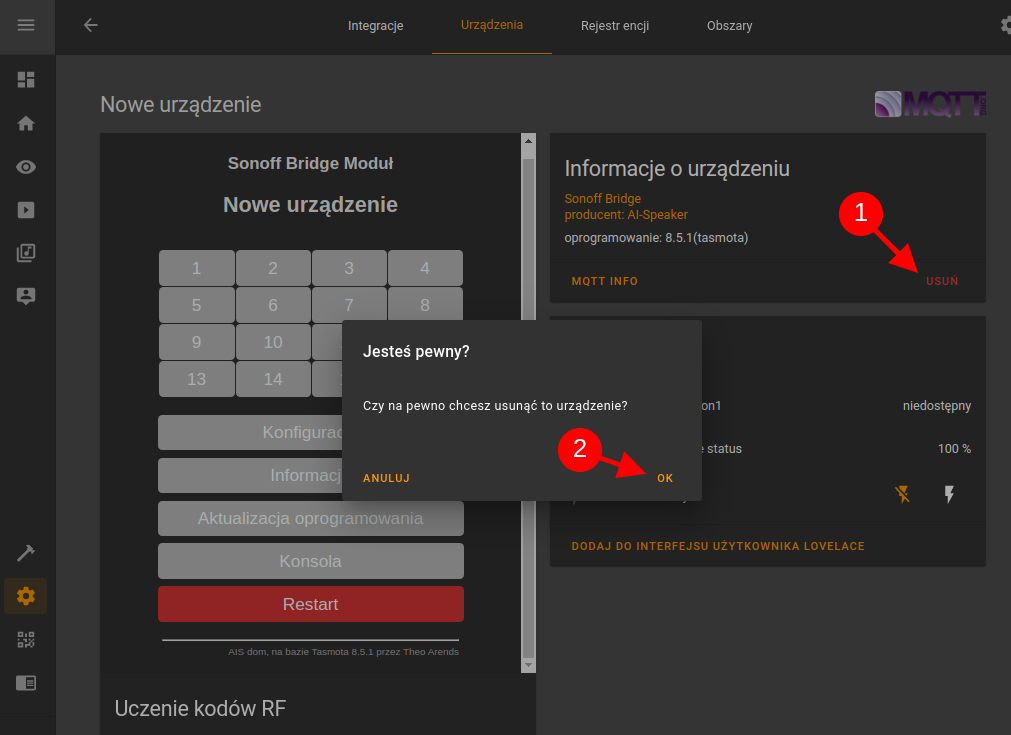 Integracje
Urządzenia
Rejestr encji
Obszary
Nowe urządzenie
MQTT
Sonoff Bridge Moduł
Nowe urządzenie
1 2 3 4
5 6 7 8
9 10
13 14
Konfigurac
Informacj
Aktualizacja oprogramowania
Konsola
Restart
AIS dom, na bazie Tasmota 8.5.1 przez Theo Arends
Uczenie kodów RF
Informacje o urządzeniu
Sonoff Bridge
producent: AI-Speaker
oprogramowanie: 8.5.1(tasmota)
1
MQTT INFO
USUŃ
Jesteś pewny?
Czy na pewno chcesz usunąć to urządzenie?
2
ANULUJ
OK
on1
niedostępny
status
100 %
DODAJ DO INTERFEJSU UŻYTKOWNIKA LOVELACE